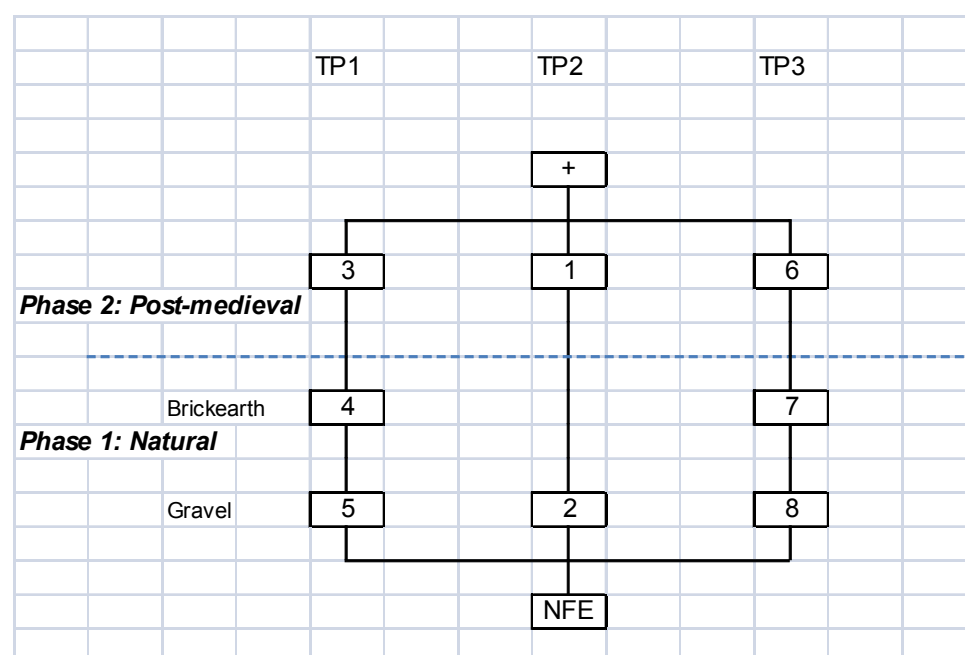 TP1 TP2 TP3
+
3 1 6
Phase 2: Post-medieval
Brickearth 4 7
Phase 1: Natural
Gravel 5 2 8
NFE